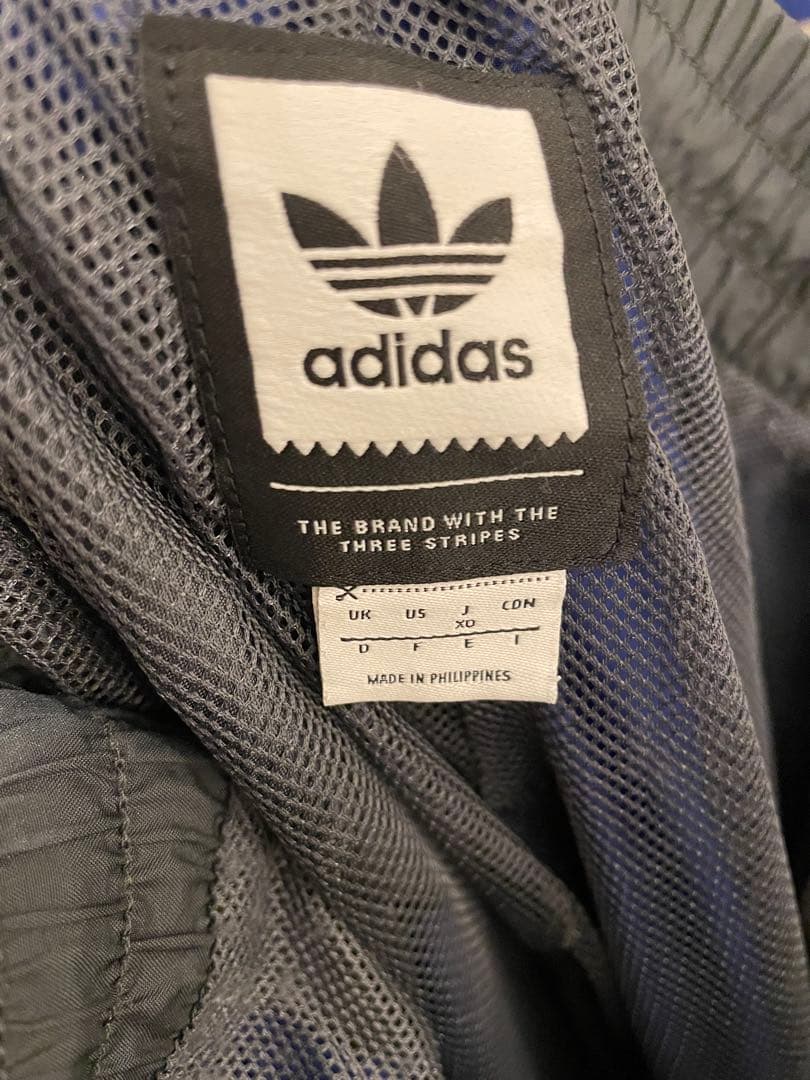 adidas
THE BRAND WITH THE
THREE STRIPES
UK US J CDN
XO
D F E I
MADE IN PHILIPPINES